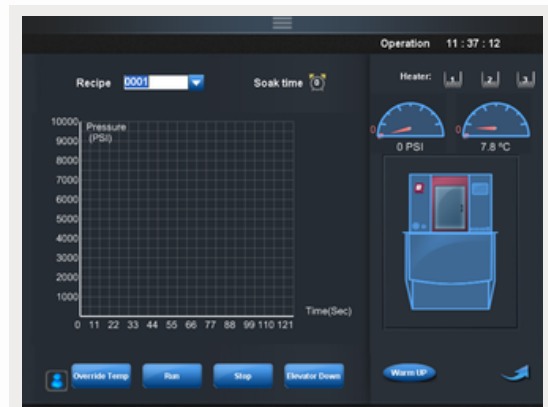 Operation 11 : 37 : 12
Recipe 0001 Soak time 0
Heater: 1 2 3
10000 Pressure
9000 (PSI)
8000
7000
6000
5000
4000
3000
2000
1000
Time(Sec)
0 11 22 33 44 55 66 77 88 99 110 121
0 0
0 PSI 7.8 ºC
Override Temp Run Stop Elevator Down
Warm UP